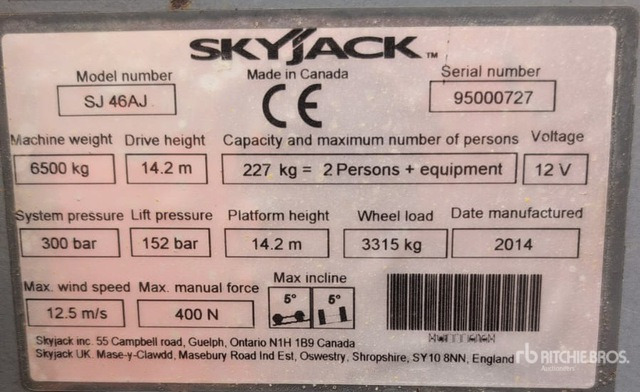 SKYJACK™
Model number
Made in Canada
Serial number
SJ 46AJ
CE
95000727
Machine weight Drive height Capacity and maximum number of persons Voltage
6500 kg 14.2 m 227 kg = 2 Persons + equipment 12 V
System pressure Lift pressure Platform height Wheel load Date manufactured
300 bar 152 bar 14.2 m 3315 kg 2014
Max. wind speed Max. manual force Max incline
12.5 m/s 400 N 5° 5°
Skyjack inc. 55 Campbell road, Guelph, Ontario N1H 1B9 Canada
Skyjack UK. Mase-y-Clawdd, Masebury Road Ind Est, Oswestry, Shropshire, SY10 8NN, England
rb RITCHIE BROS.
Auctioneers